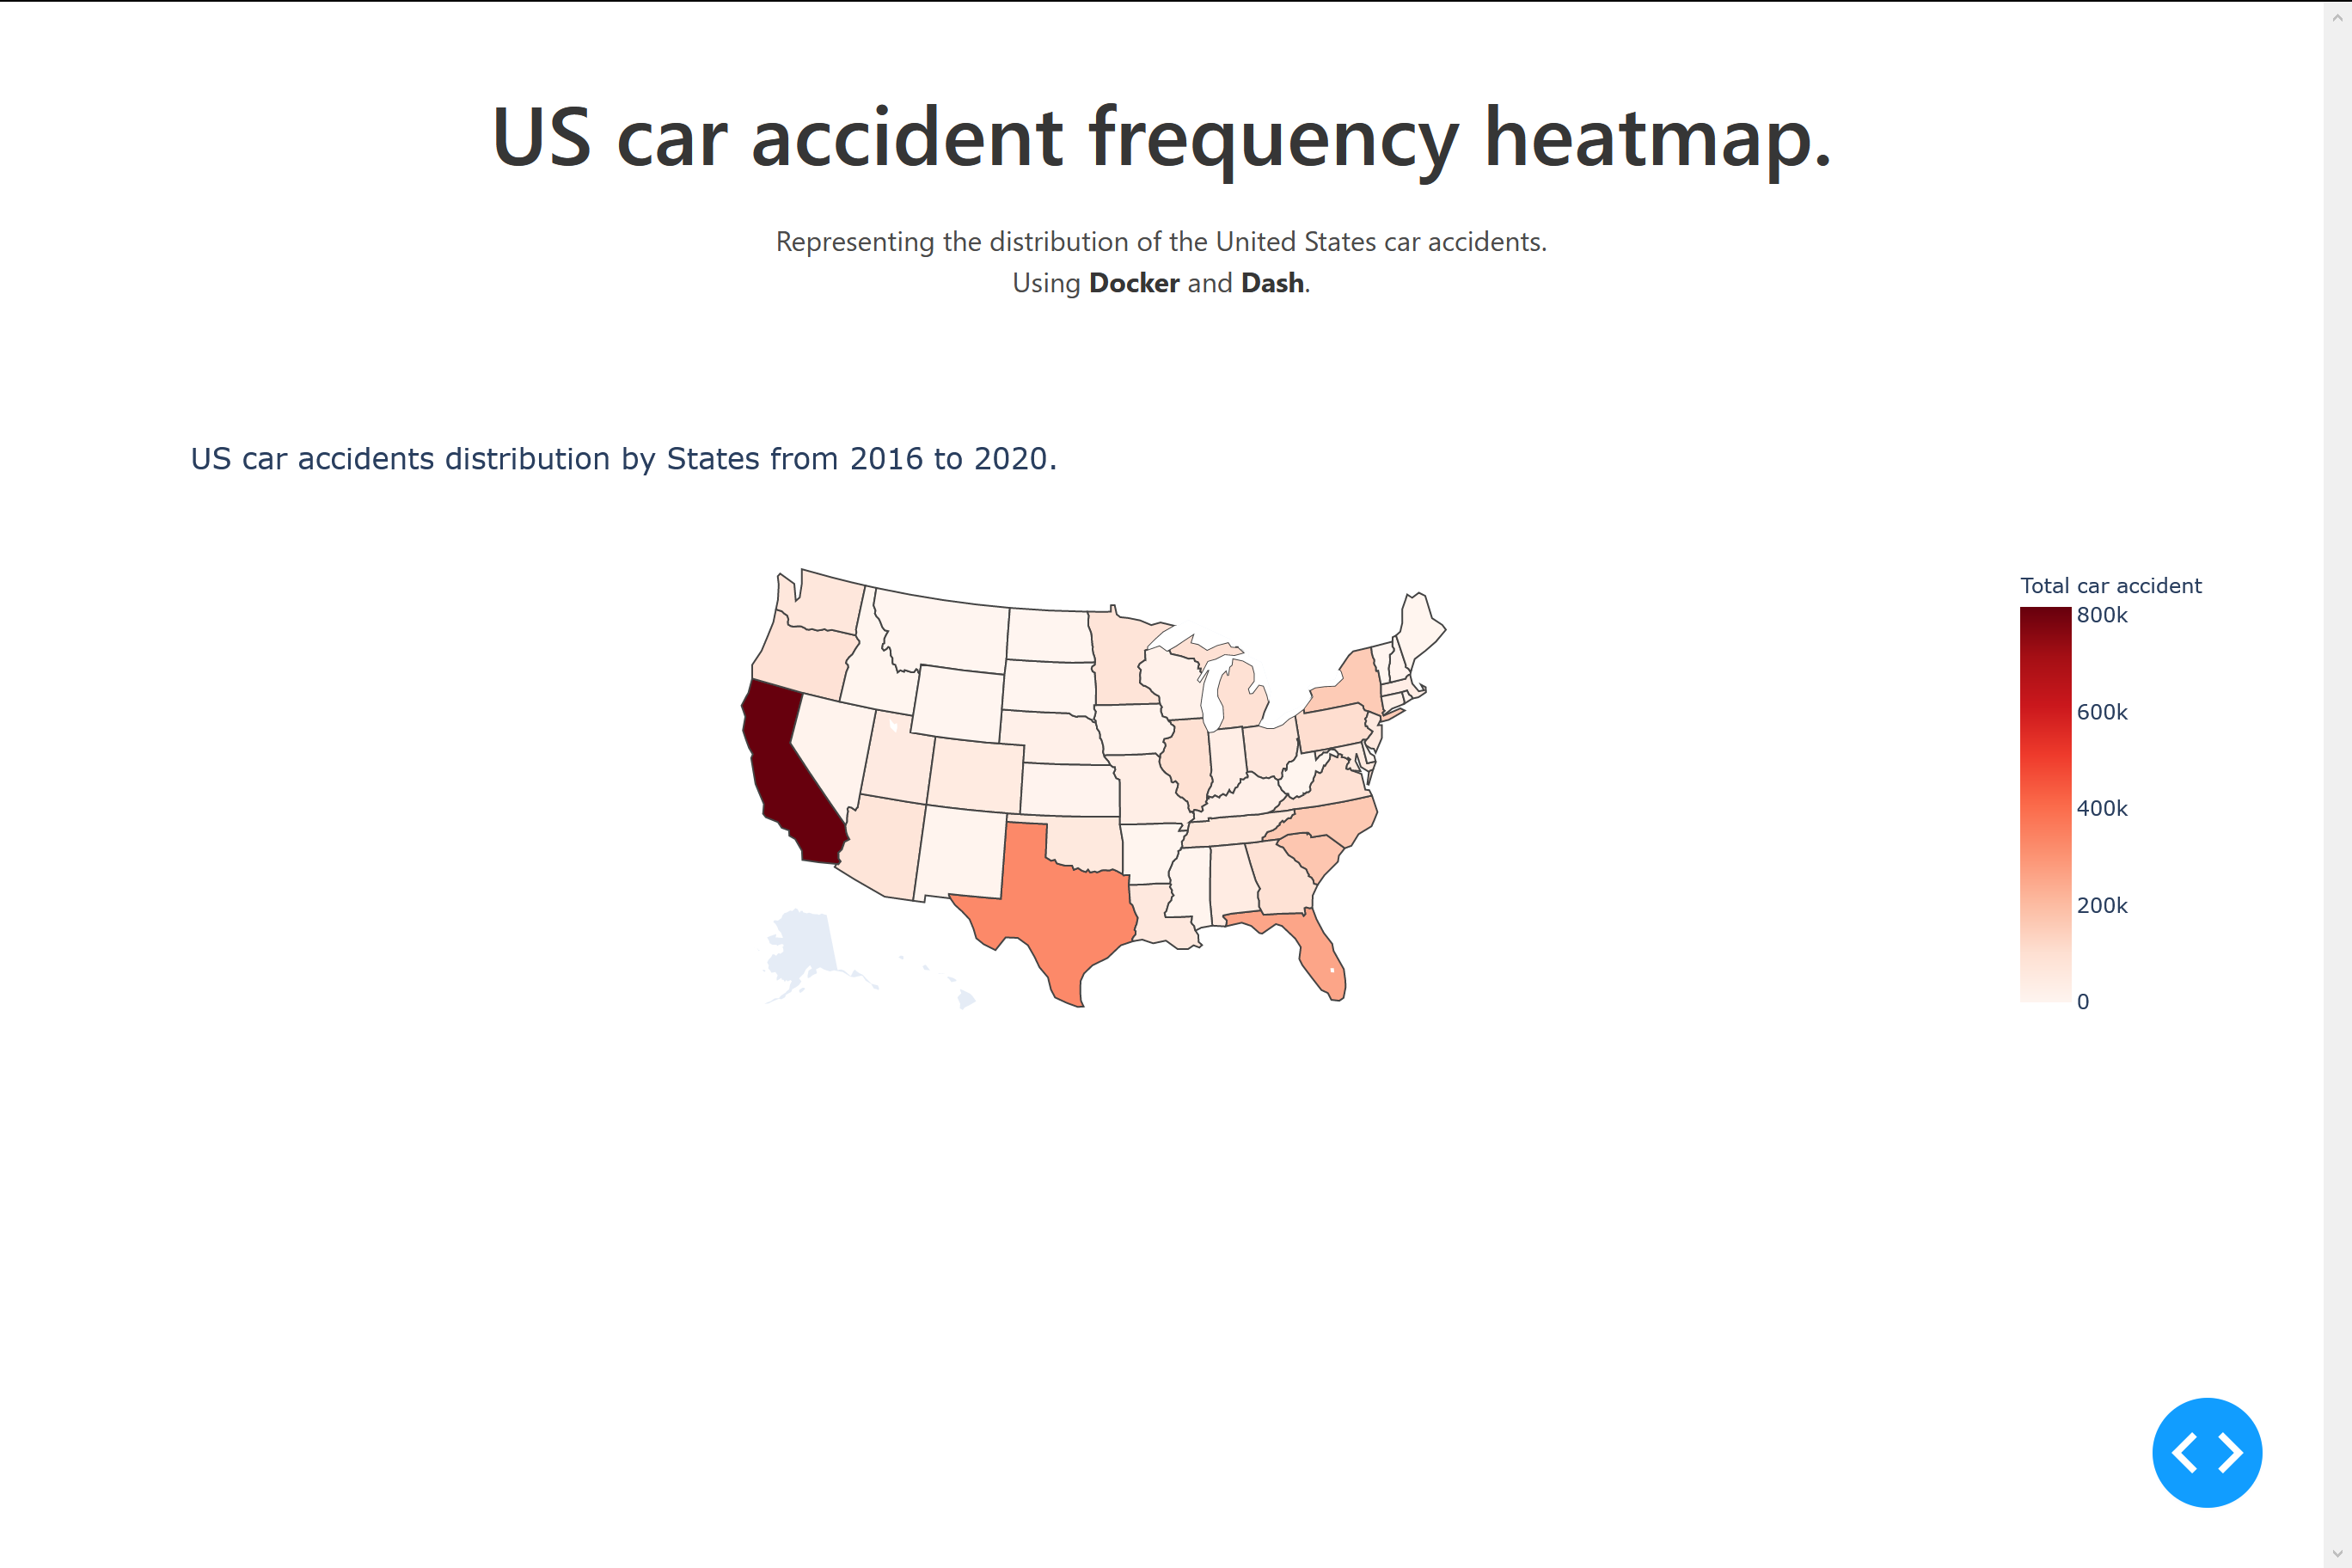 US car accident frequency heatmap.
Representing the distribution of the United States car accidents.
Using Docker and Dash.
US car accidents distribution by States from 2016 to 2020.
Total car accident
800k
600k
400k
200k
0